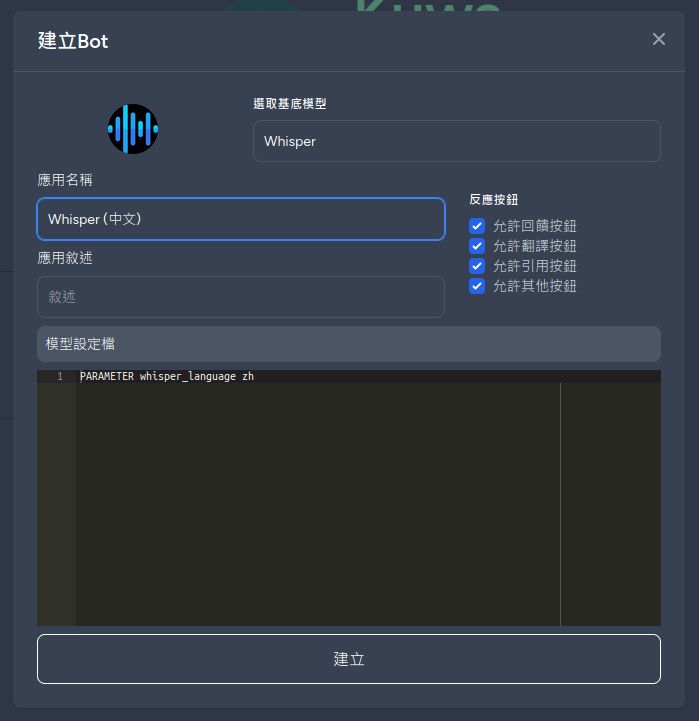 建立Bot
選取基底模型
Whisper
應用名稱
Whisper (中文)
反應按鈕
允許回饋按鈕
允許翻譯按鈕
允許引用按鈕
允許其他按鈕
應用敘述
敘述
模型設定檔
1 PARAMETER whisper_language zh
建立